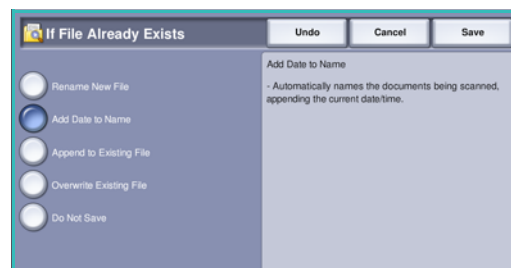 If File Already Exists
Undo
Cancel
Save
Rename New File
Add Date to Name
Append to Existing File
Overwrite Existing File
Do Not Save
Add Date to Name
- Automatically names the documents being scanned,
appending the current date/time.